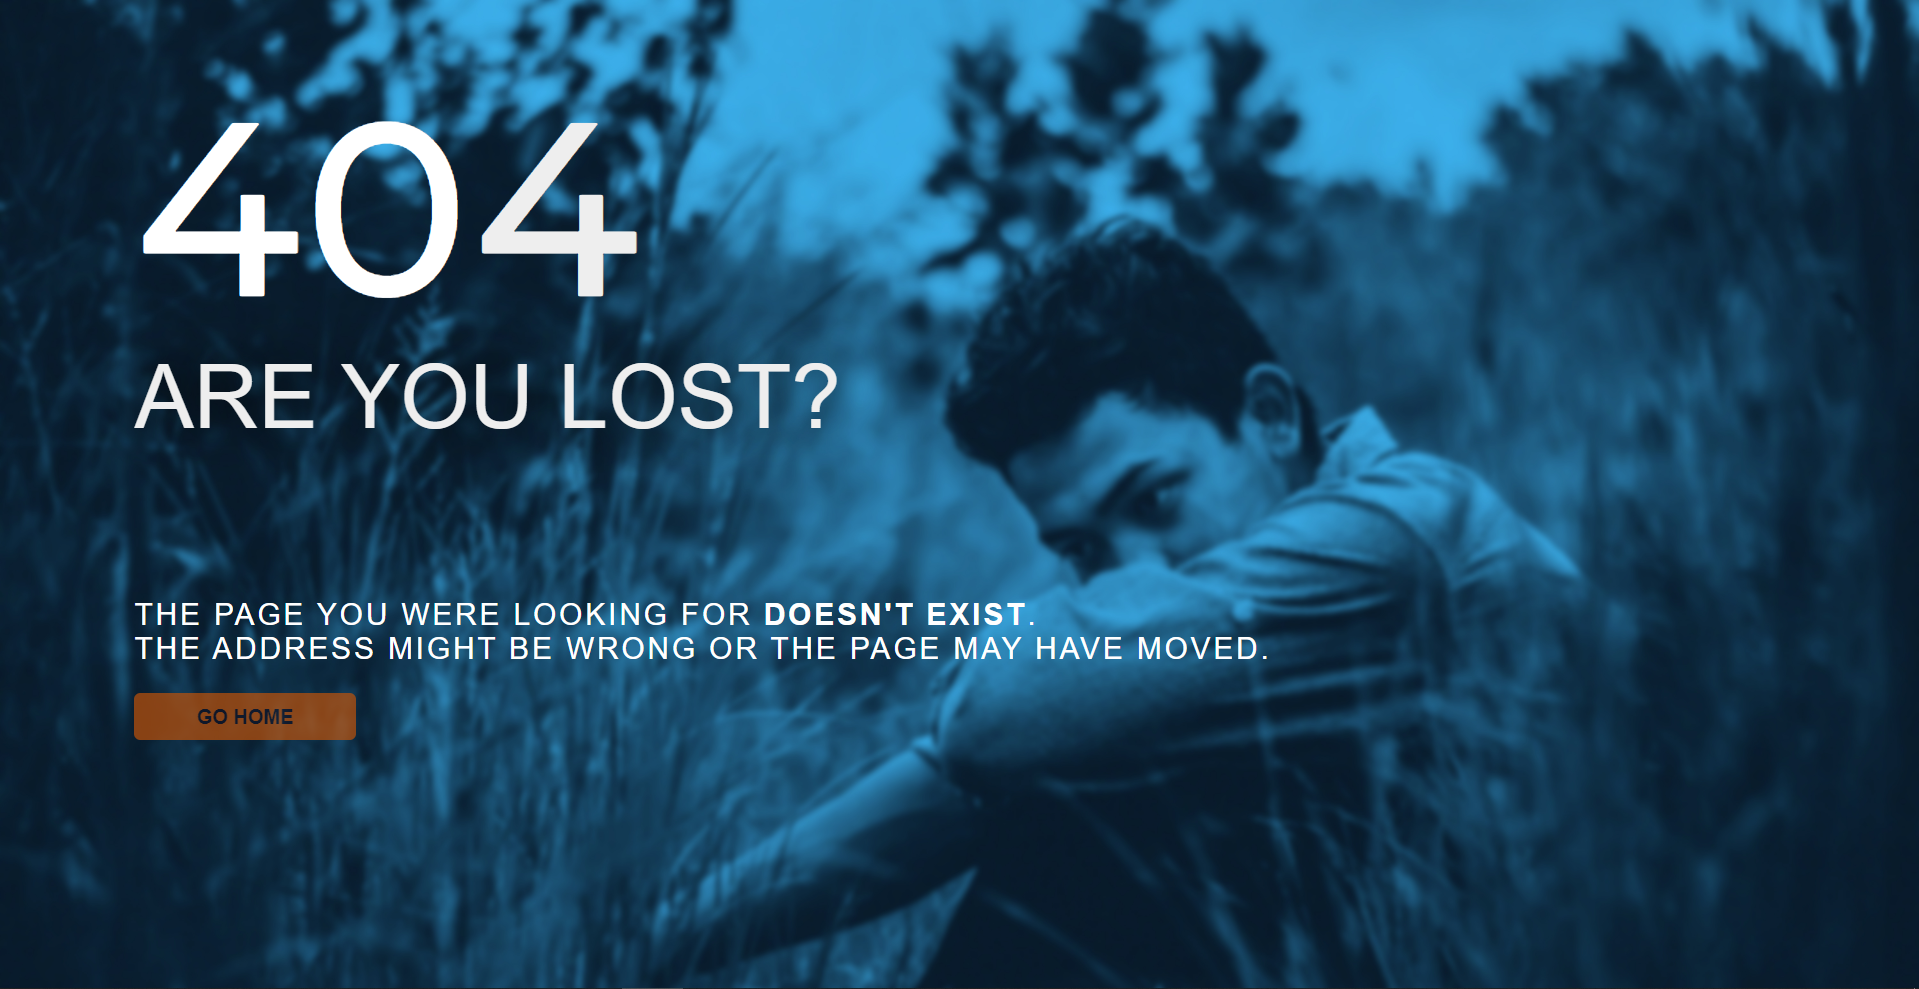 404
ARE YOU LOST?
THE PAGE YOU WERE LOOKING FOR DOESN'T EXIST.
THE ADDRESS MIGHT BE WRONG OR THE PAGE MAY HAVE MOVED.
GO HOME